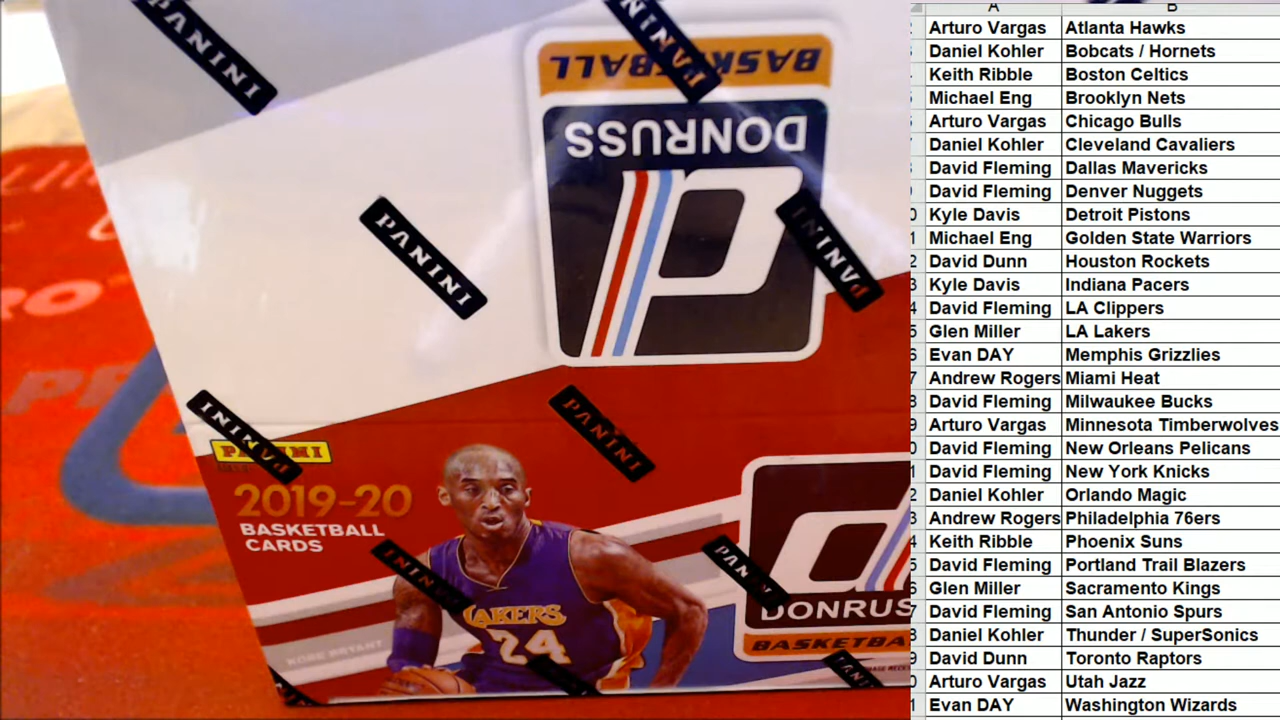 PANINI
PANINI
BASKETBALL
DONRUSS
PANINI
PANINI
PANINI
PANINI
PANINI
2019-20
BASKETBALL
CARDS
PANINI
PANINI
LAKERS
24
KOBE BRYANT
DONRUS
BASKETBA
PANINI
A B
Arturo Vargas Atlanta Hawks
Daniel Kohler Bobcats / Hornets
Keith Ribble Boston Celtics
Michael Eng Brooklyn Nets
Arturo Vargas Chicago Bulls
Daniel Kohler Cleveland Cavaliers
David Fleming Dallas Mavericks
David Fleming Denver Nuggets
Kyle Davis Detroit Pistons
Michael Eng Golden State Warriors
David Dunn Houston Rockets
Kyle Davis Indiana Pacers
David Fleming LA Clippers
Glen Miller LA Lakers
Evan DAY Memphis Grizzlies
Andrew Rogers Miami Heat
David Fleming Milwaukee Bucks
Arturo Vargas Minnesota Timberwolves
David Fleming New Orleans Pelicans
David Fleming New York Knicks
Daniel Kohler Orlando Magic
Andrew Rogers Philadelphia 76ers
Keith Ribble Phoenix Suns
David Fleming Portland Trail Blazers
Glen Miller Sacramento Kings
David Fleming San Antonio Spurs
Daniel Kohler Thunder / SuperSonics
David Dunn Toronto Raptors
Arturo Vargas Utah Jazz
Evan DAY Washington Wizards